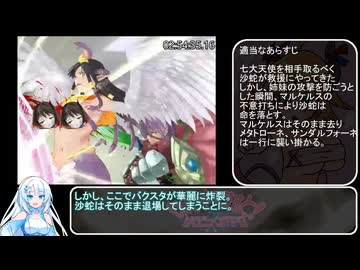 02:54:35.16
適当なあらすじ
七大天使を相手取るべく
沙蛇が救援にやってきた
しかし、姉妹の攻撃を防ごうと
した瞬間、マルケルスの
不意打ちにより沙蛇は
命を落とす。
マルケルスはそのまま去り
メタトローネ、サンダルフォーネ
は一行に襲い掛かる。
しかし、ここでバクスタが華麗に炸裂。
沙蛇はそのまま退場してしまうことに。